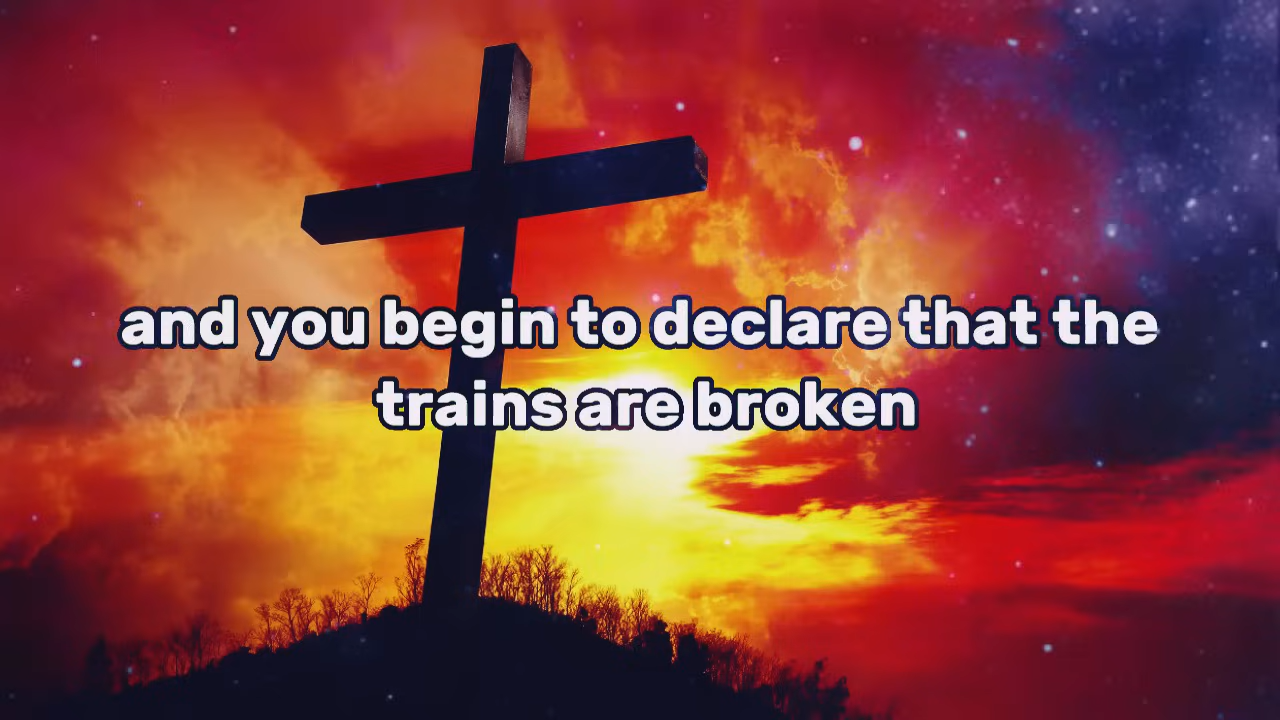 and you begin to declare that the
trains are broken